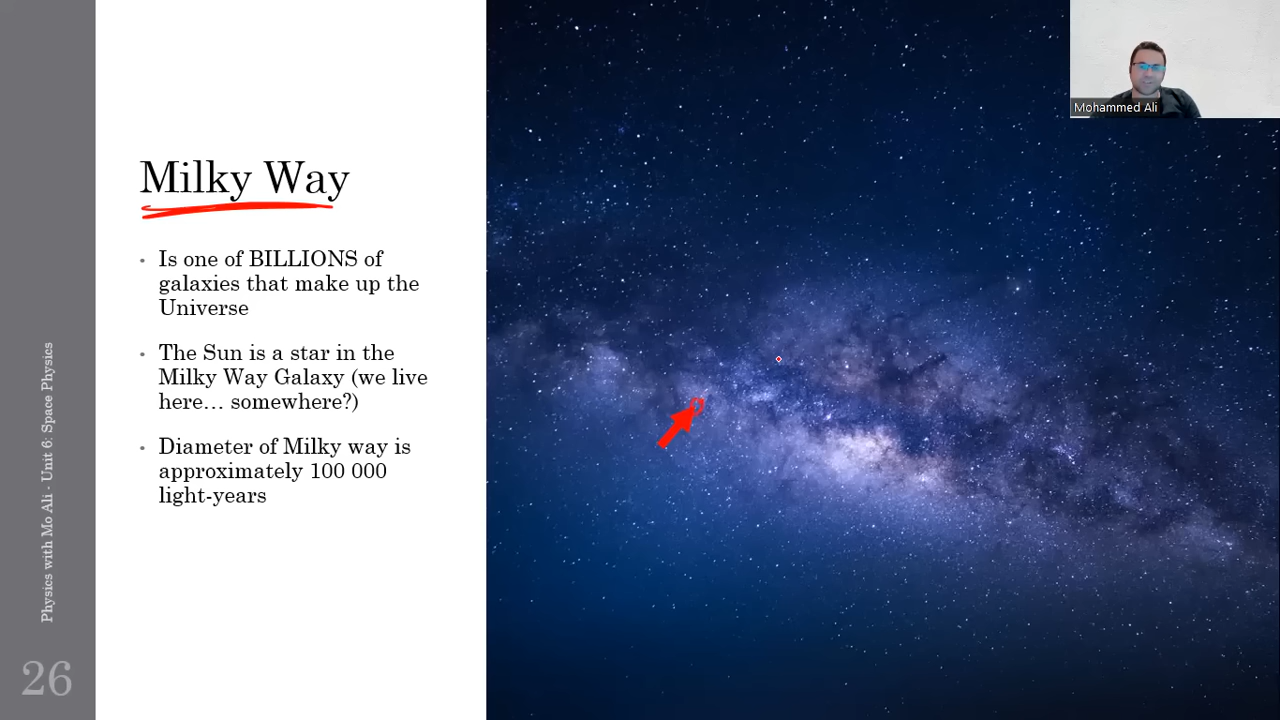 Milky Way
• Is one of BILLIONS of
galaxies that make up the
Universe
• The Sun is a star in the
Milky Way Galaxy (we live
here... somewhere?)
• Diameter of Milky way is
approximately 100 000
light-years
Physics with Mo Ali - Unit 6: Space Physics
26
Mohammed Ali